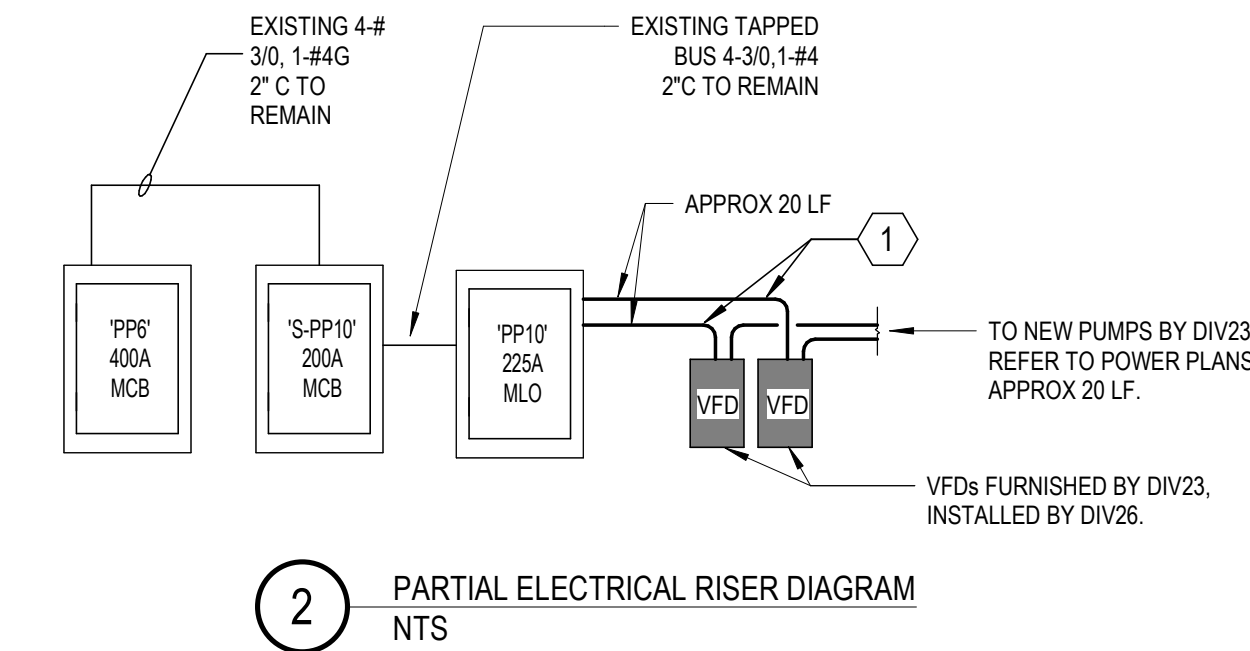 EXISTING 4-#
3/0, 1-#4G
2" C TO
REMAIN
EXISTING TAPPED
BUS 4-3/0,1-#4
2"C TO REMAIN
APPROX 20 LF
1
'PP6'
400A
MCB
'S-PP10'
200A
MCB
'PP10'
225A
MLO
VFD
VFD
TO NEW PUMPS BY DIV23
REFER TO POWER PLANS
APPROX 20 LF.
VFDs FURNISHED BY DIV23,
INSTALLED BY DIV26.
2
PARTIAL ELECTRICAL RISER DIAGRAM
NTS